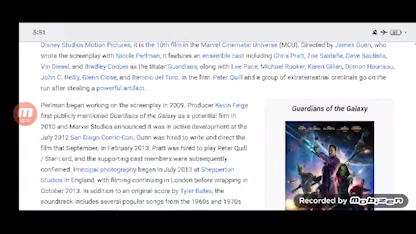 5:51
Disney Studios Motion Pictures, it is the 10th film in the Marvel Cinematic Universe (MCU). Directed by James Gunn, who
wrote the screenplay with Nicole Perlman, it features an ensemble cast including Chris Pratt, Zoe Saldaña, Dave Bautista,
Vin Diesel, and Bradley Cooper as the titular Guardians, along with Lee Pace, Michael Rooker, Karen Gillan, Djimon Hounsou,
John C. Reilly, Glenn Close, and Benicio del Toro. In the film, Peter Quill and a group of extraterrestrial criminals go on the
run after stealing a powerful artifact.
Perlman began working on the screenplay in 2009. Producer Kevin Feige
first publicly mentioned Guardians of the Galaxy as a potential film in
2010 and Marvel Studios announced it was in active development at the
July 2012 San Diego Comic-Con. Gunn was hired to write and direct the
film that September. In February 2013, Pratt was hired to play Peter Quill
/ Star-Lord, and the supporting cast members were subsequently
confirmed. Principal photography began in July 2013 at Shepperton
Studios in England, with filming continuing in London before wrapping in
October 2013. In addition to an original score by Tyler Bates, the
soundtrack includes several popular songs from the 1960s and 1970s
Guardians of the Galaxy
Recorded by
Mobizen